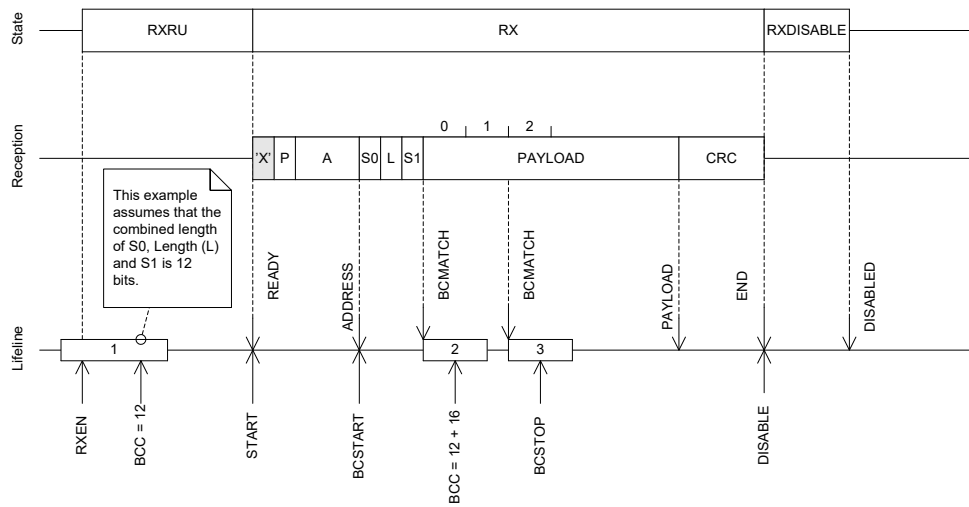 State
RXRU
RX
RXDISABLE
0
1
2
Reception
'X'
P
A
S0
L
S1
PAYLOAD
CRC
This example
assumes that the
combined length
of S0, Length (L)
and S1 is 12
bits.
READY
ADDRESS
BCMATCH
BCMATCH
PAYLOAD
END
DISABLED
Lifeline
1
2
3
RXEN
BCC = 12
START
BCSTART
BCC = 12 + 16
BCSTOP
DISABLE